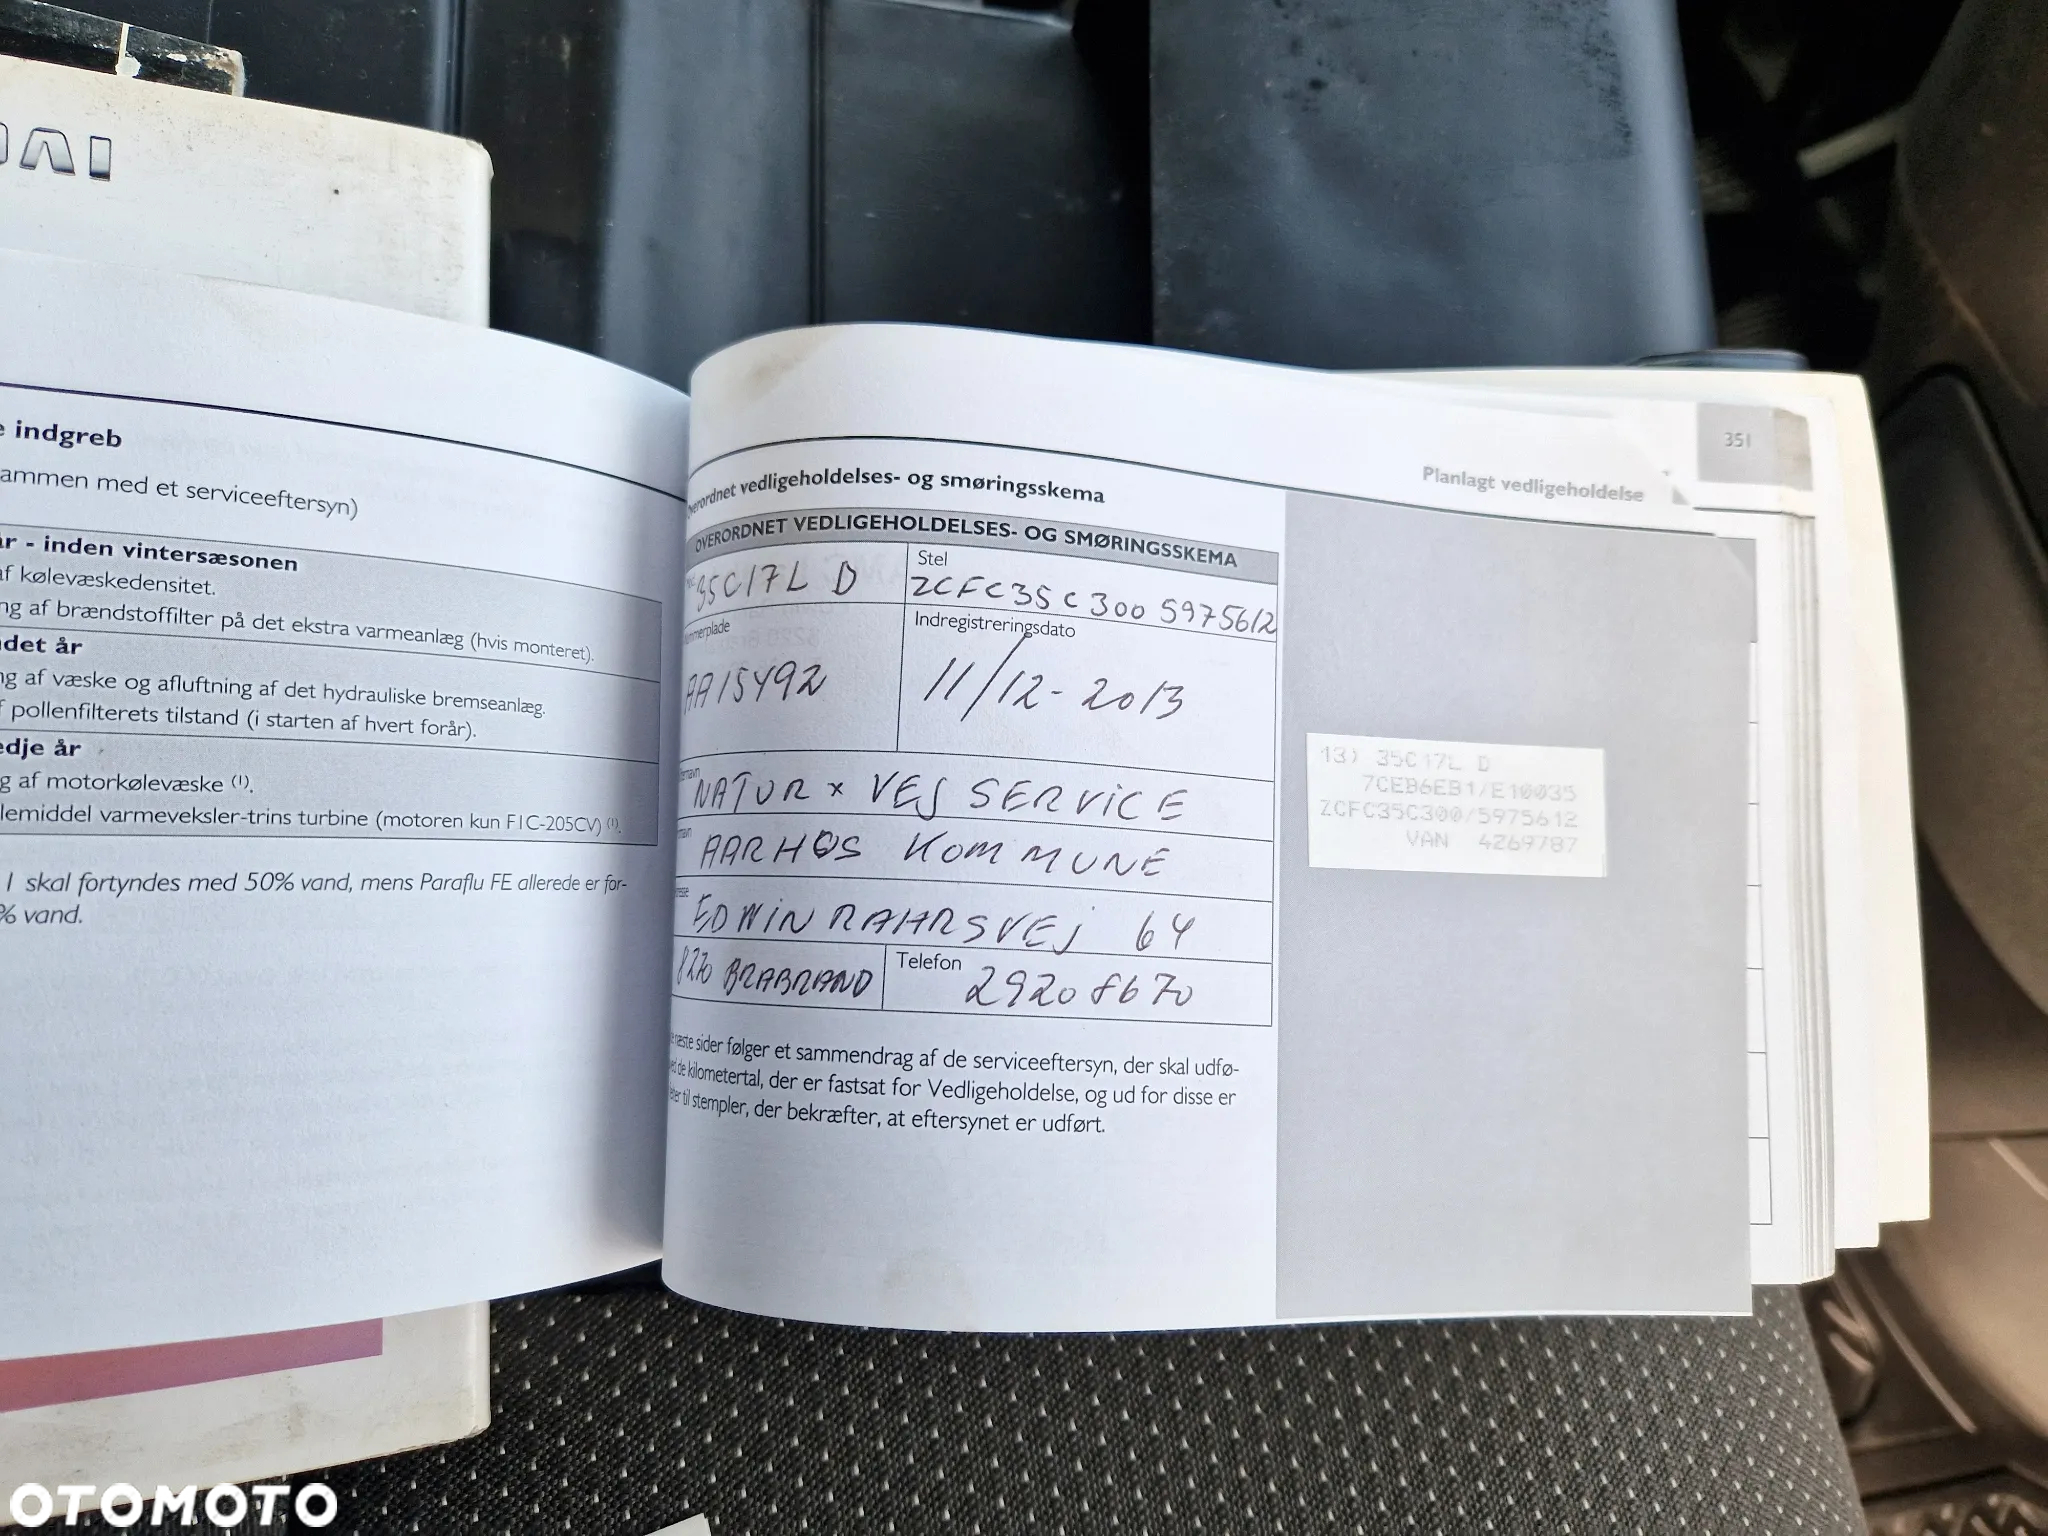 indgreb
ammen med et serviceeftersyn)
år - inden vintersæsonen
af kølevæskedensitet.
ng af brændstoffilter på det ekstra varmeanlæg (hvis monteret).
ndet år
ng af væske og afluftning af det hydrauliske bremseanlæg.
f pollenfilterets tilstand (i starten af hvert forår).
edje år
g af motorkølevæske (1).
lemiddel varmeveksler-trins turbine (motoren kun F1C-205CV) (1).
1 skal fortyndes med 50% vand, mens Paraflu FE allerede er for-
% vand.
351
Planlagt vedligeholdelse
Overordnet vedligeholdelses- og smøringsskema
OVERORDNET VEDLIGEHOLDELSES- OG SMØRINGSSKEMA
35C17L D
Stel
ZCFC35C300 5975612
mmerplade
AA15492
Indregistreringsdato
11/12-2013
NATUR x VEJ SERVICE
AARHUS KOMMUNE
EDWIN RAHRSVEJ 64
8220 BRABRAND
Telefon
29208670
næste sider følger et sammendrag af de serviceeftersyn, der skal udfø-
ved de kilometertal, der er fastsat for Vedligeholdelse, og ud for disse er
til stempler, der bekræfter, at eftersynet er udført.
13) 35C17L D
7CEB6EB1/E10035
ZCFC35C300/5975612
VAN 4269787
OTOMOTO